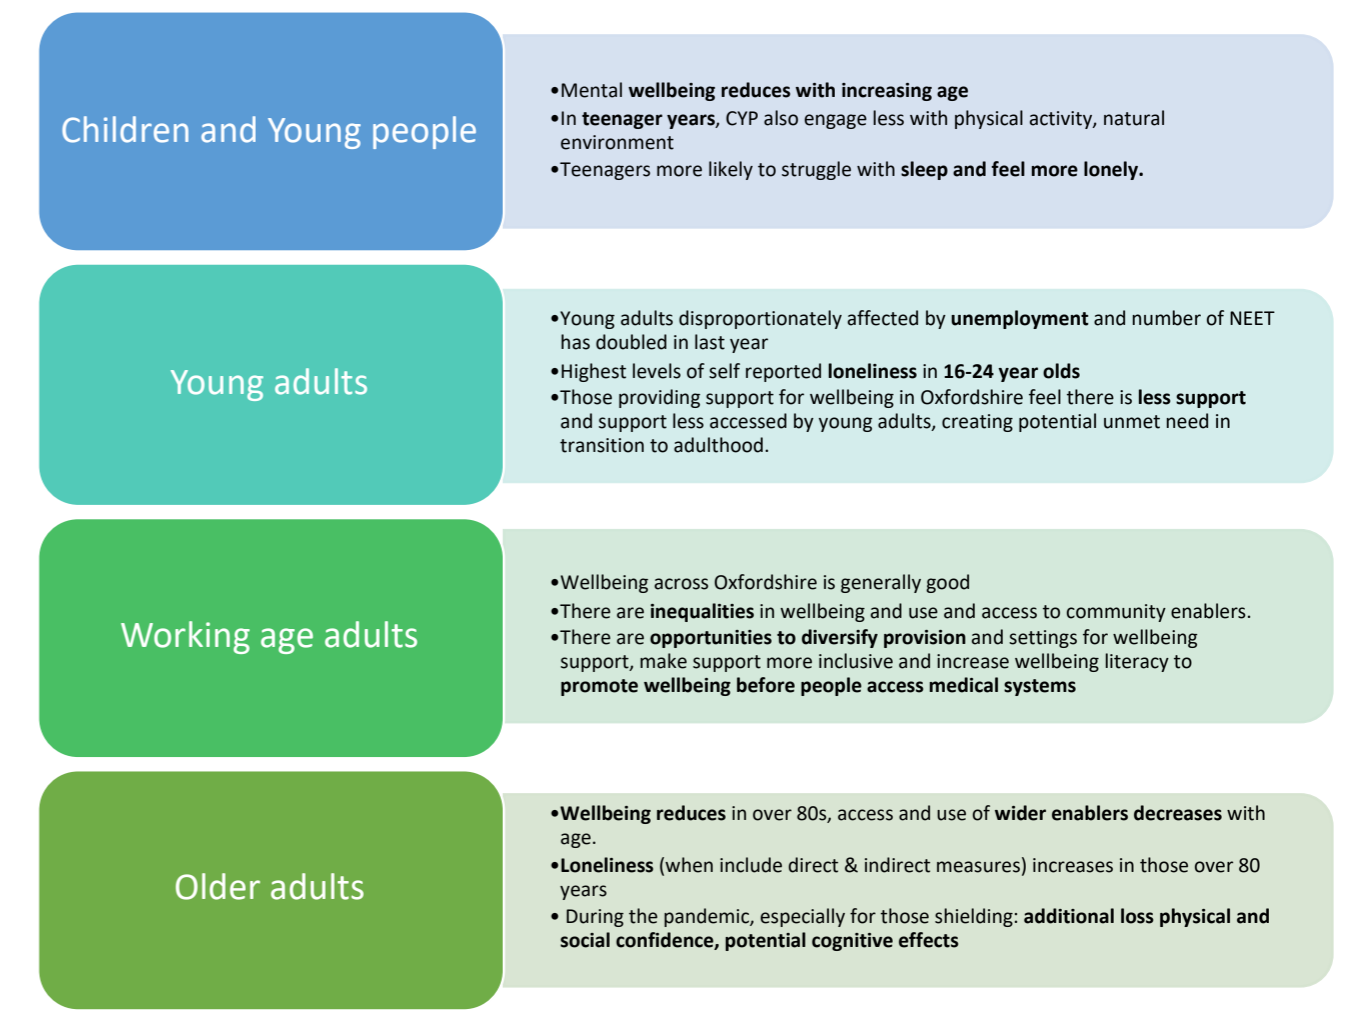 Children and Young people
•Mental wellbeing reduces with increasing age
•In teenager years, CYP also engage less with physical activity, natural
environment
•Teenagers more likely to struggle with sleep and feel more lonely.
Young adults
•Young adults disproportionately affected by unemployment and number of NEET
has doubled in last year
•Highest levels of self reported loneliness in 16-24 year olds
•Those providing support for wellbeing in Oxfordshire feel there is less support
and support less accessed by young adults, creating potential unmet need in
transition to adulthood.
Working age adults
•Wellbeing across Oxfordshire is generally good
•There are inequalities in wellbeing and use and access to community enablers.
•There are opportunities to diversify provision and settings for wellbeing
support, make support more inclusive and increase wellbeing literacy to
promote wellbeing before people access medical systems
Older adults
•Wellbeing reduces in over 80s, access and use of wider enablers decreases with
age.
•Loneliness (when include direct & indirect measures) increases in those over 80
years
• During the pandemic, especially for those shielding: additional loss physical and
social confidence, potential cognitive effects